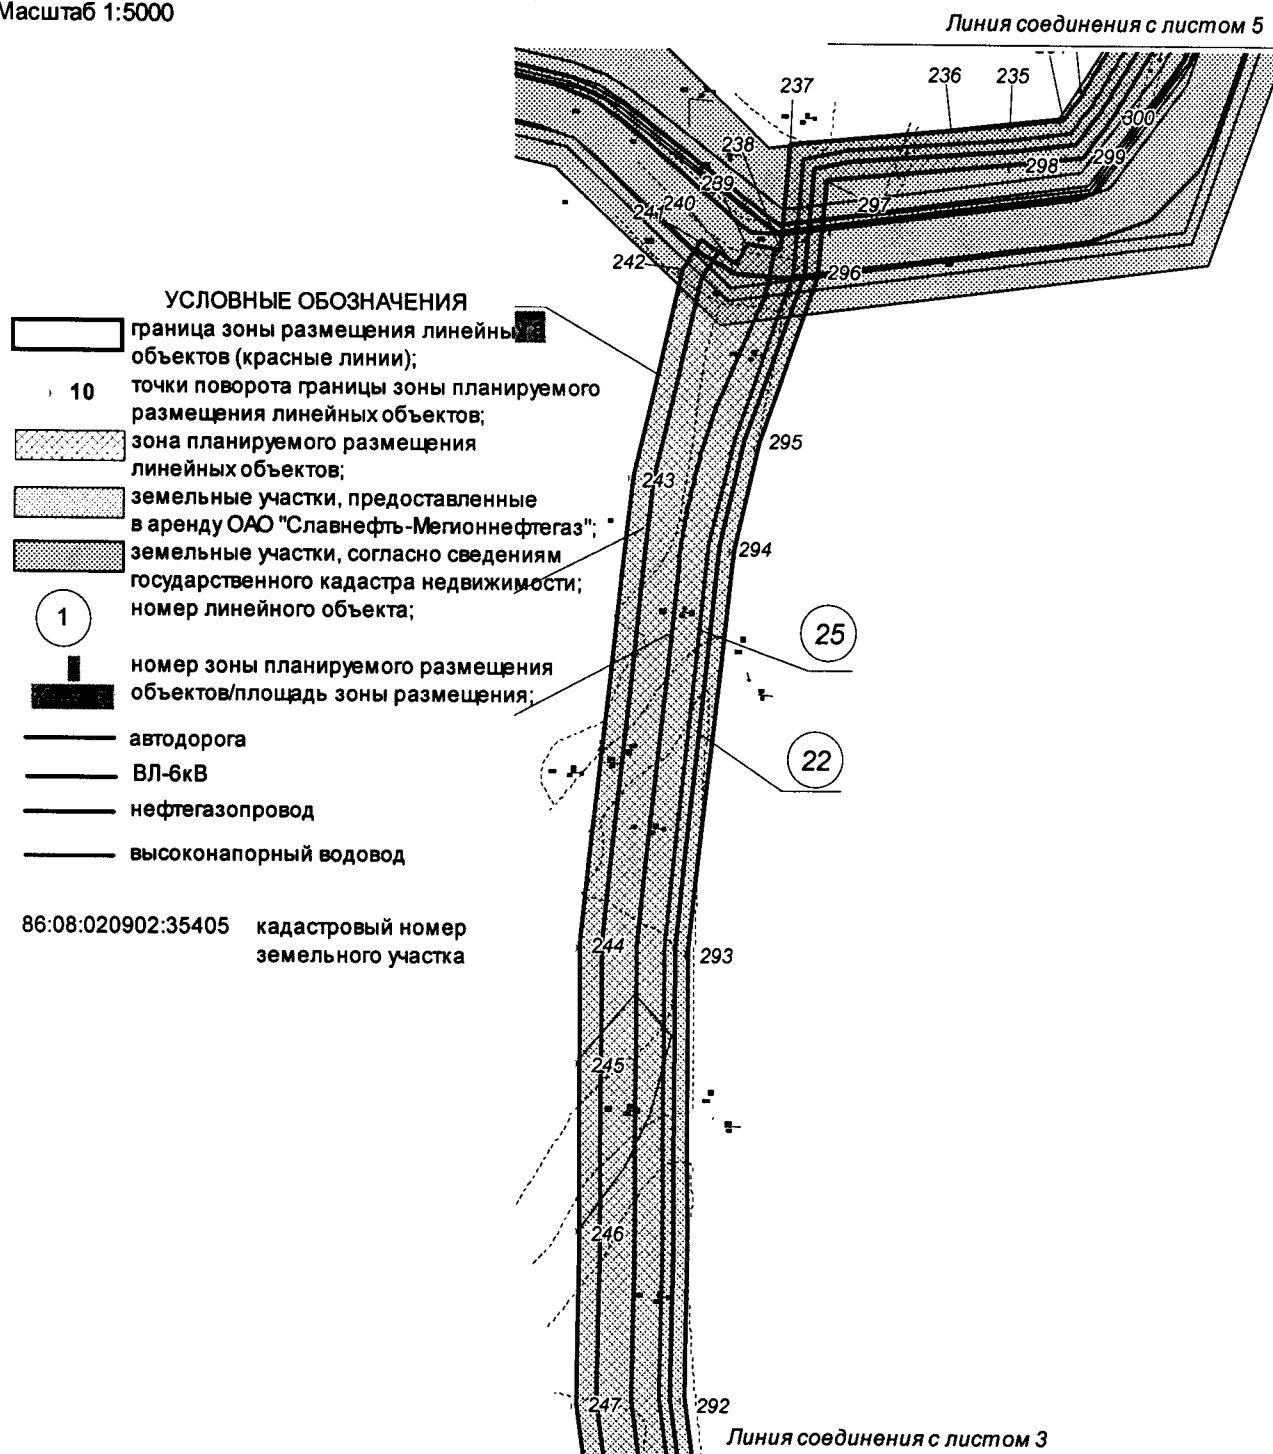 Масштаб 1:5000
Линия соединения с листом 5
237
236
235
300
238
299
298
239
297
240
241
242
296
УСЛОВНЫЕ ОБОЗНАЧЕНИЯ
граница зоны размещения линейны
объектов (красные линии);
10 точки поворота границы зоны планируемого
размещения линейных объектов;
зона планируемого размещения
линейных объектов;
295
243
земельные участки, предоставленные
в аренду ОАО "Славнефть-Мегионнефтегаз";
294
земельные участки, согласно сведениям
государственного кадастра недвижимости;
1 номер линейного объекта;
25
номер зоны планируемого размещения
объектов/площадь зоны размещения;
автодорога
22
ВЛ-6кВ
нефтегазопровод
высоконапорный водовод
86:08:020902:35405 кадастровый номер
земельного участка
244
293
245
246
247
292
Линия соединения с листом 3